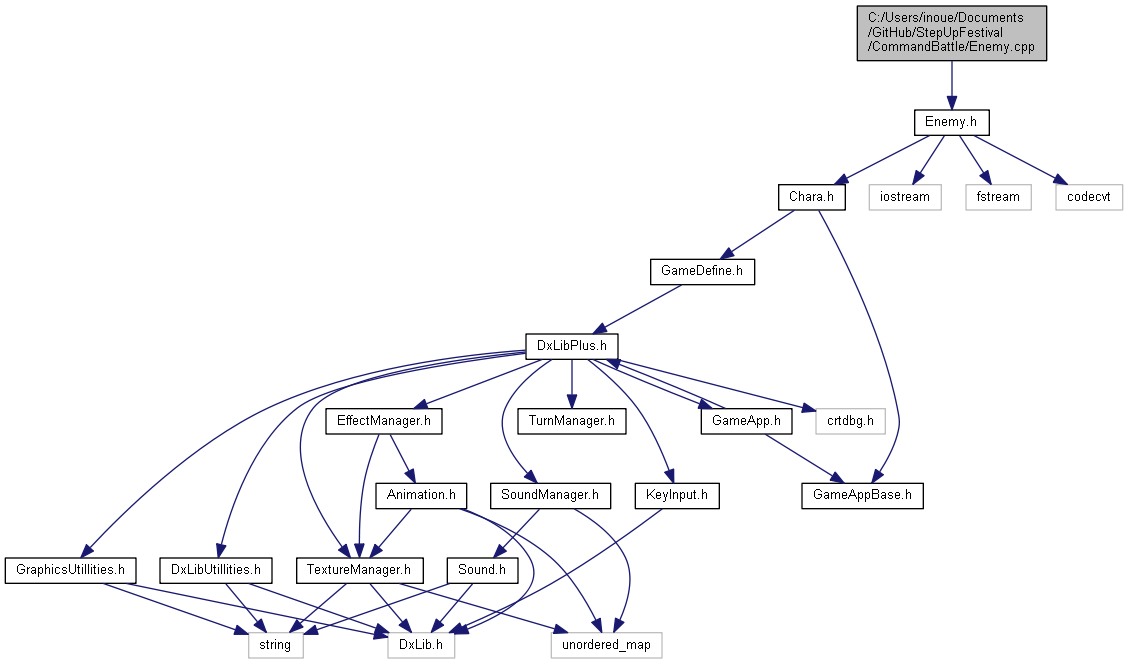 C:/Users/inoue/Documents
/GitHub/StepUpFestival
/CommandBattle/Enemy.cpp
Enemy.h
Chara.h
iostream
fstream
codecvt
GameDefine.h
DxLibPlus.h
EffectManager.h
TurnManager.h
GameApp.h
crtdbg.h
Animation.h
SoundManager.h
KeyInput.h
GameAppBase.h
GraphicsUtillities.h
DxLibUtillities.h
TextureManager.h
Sound.h
string
DxLib.h
unordered_map